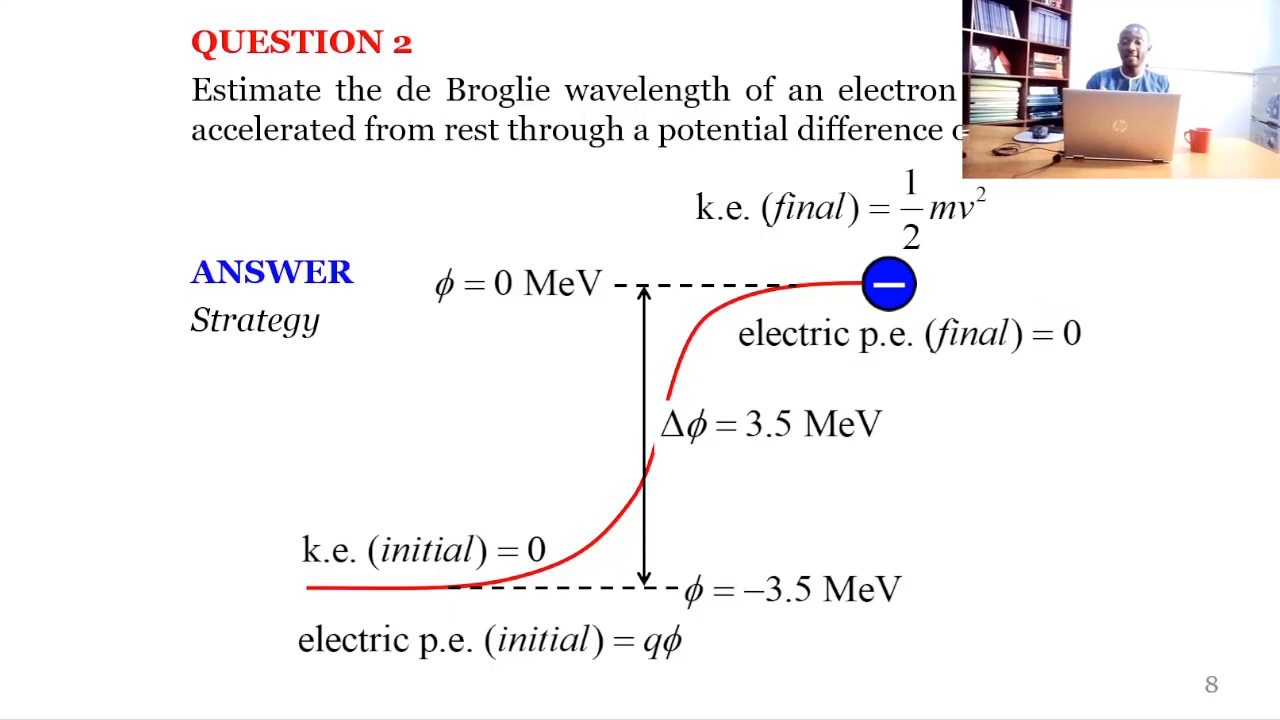 QUESTION 2
Estimate the de Broglie wavelength of an electron
accelerated from rest through a potential difference
k.e. (final) = 1/2 mv²
ANSWER
ϕ = 0 MeV
Strategy
electric p.e. (final) = 0
Δϕ = 3.5 MeV
k.e. (initial) = 0
ϕ = −3.5 MeV
electric p.e. (initial) = qϕ
8